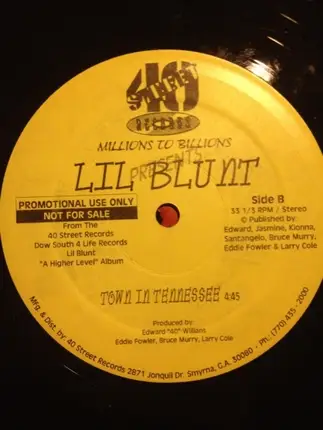 40
STREET
MILLIONS TO BILLIONS
PRESENTS
LIL BLUNT
PROMOTIONAL USE ONLY
NOT FOR SALE
From The
40 Street Records
Dow South 4 Life Records
Lil Blunt
"A Higher Level" Album
Side B
33 1/3 RPM / Stereo
© Publishell by:
Edward, Jasmine, Kionna,
Santangelo, Bruce Murry,
Eddie Fowler & Larry Cole
TOWN IN TENNESSEE 4:45
Produced by:
Edward "40" Willians
Eddie Fowler, Bruce Murry, Larry Cole
Mfg. & Dist. by: 40 Street Records 2871 Jonquil Dr. Smyrna, G.A. 30080 - Ph: (770) 435 - 2000